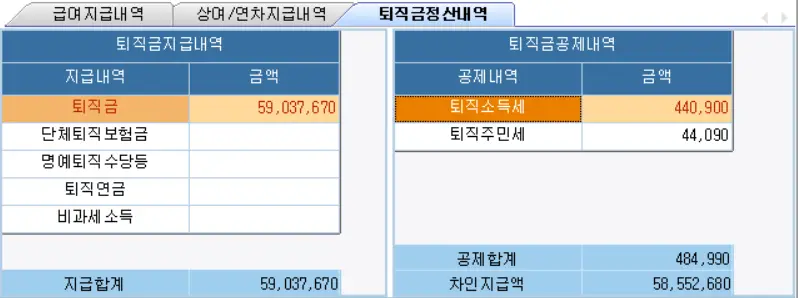 급여지급내역 상여/연차지급내역 퇴직금정산내역
퇴직금지급내역
지급내역 금액
퇴직금 59,037,670
단체퇴직보험금
명예퇴직수당등
퇴직연금
비과세소득
지급합계 59,037,670
퇴직금공제내역
공제내역 금액
퇴직소득세 440,900
퇴직주민세 44,090
공제합계 484,990
차인지급액 58,552,680